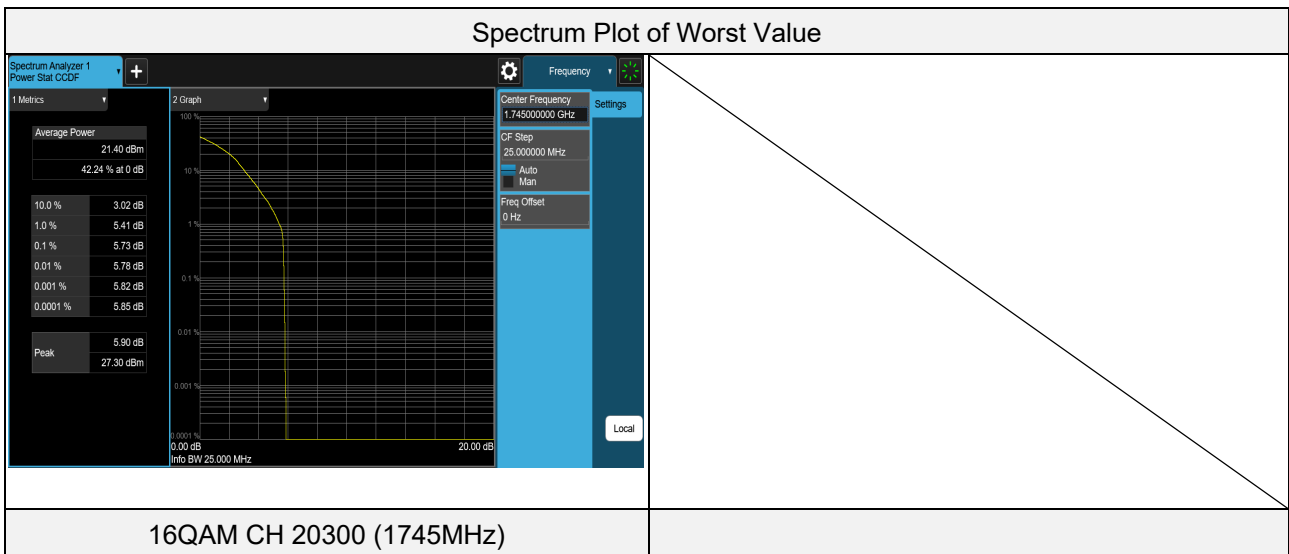 Spectrum Plot of Worst Value
Spectrum Analyzer 1
Power Stat CCDF
+
Frequency
1 Metrics
2 Graph
Average Power
21.40 dBm
42.24 % at 0 dB
10.0 % 3.02 dB
1.0 % 5.41 dB
0.1 % 5.73 dB
0.01 % 5.78 dB
0.001 % 5.82 dB
0.0001 % 5.85 dB
Peak
5.90 dB
27.30 dBm
100 %
10 %
1 %
0.1 %
0.01 %
0.001 %
0.0001 %
0.00 dB 20.00 dB
Info BW 25.000 MHz
Center Frequency
1.745000000 GHz
CF Step
25.000000 MHz
Auto
Man
Freq Offset
0 Hz
Settings
Local
16QAM CH 20300 (1745MHz)